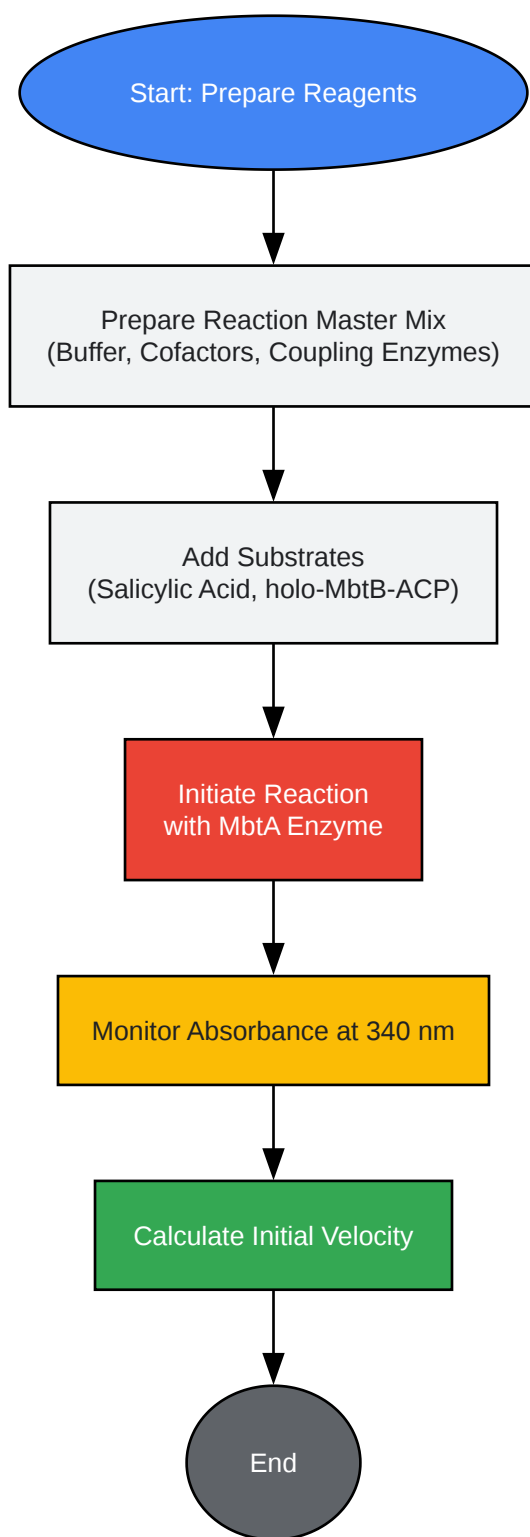 Start: Prepare Reagents
Prepare Reaction Master Mix
(Buffer, Cofactors, Coupling Enzymes)
Add Substrates
(Salicylic Acid, holo-MbtB-ACP)
Initiate Reaction
with MbtA Enzyme
Monitor Absorbance at 340 nm
Calculate Initial Velocity
End